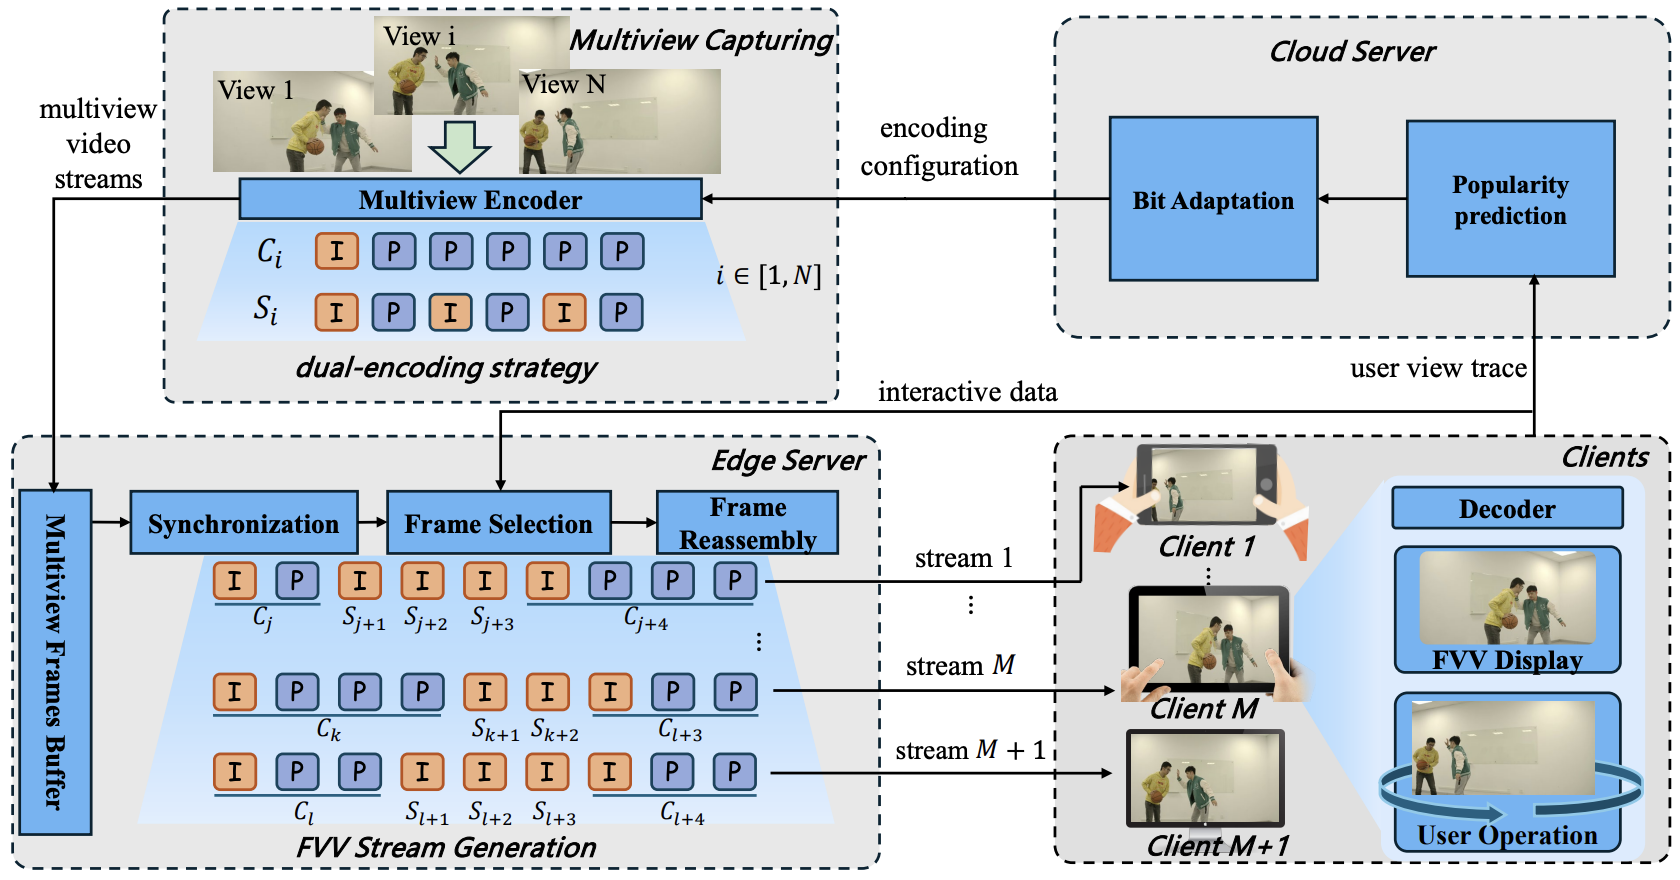 Multiview Capturing
View 1
View i
View N
multiview
video
streams
Multiview Encoder
C_i I P P P P P
S_i I P I P I P
i ∈ [1, N]
dual-encoding strategy
encoding
configuration
Cloud Server
Bit Adaptation
Popularity
prediction
user view trace
interactive data
Edge Server
Multiview Frames Buffer
Synchronization
Frame Selection
Frame
Reassembly
I P I I I I P P P
C_j S_{j+1} S_{j+2} S_{j+3} C_{j+4}
⋮
I P P P I I I P P
C_k S_{k+1} S_{k+2} C_{l+3}
I P P I I I I P P
C_l S_{l+1} S_{l+2} S_{l+3} C_{l+4}
FVV Stream Generation
stream 1
⋮
stream M
stream M + 1
Clients
Client 1
⋮
Client M
Client M+1
Decoder
FVV Display
User Operation